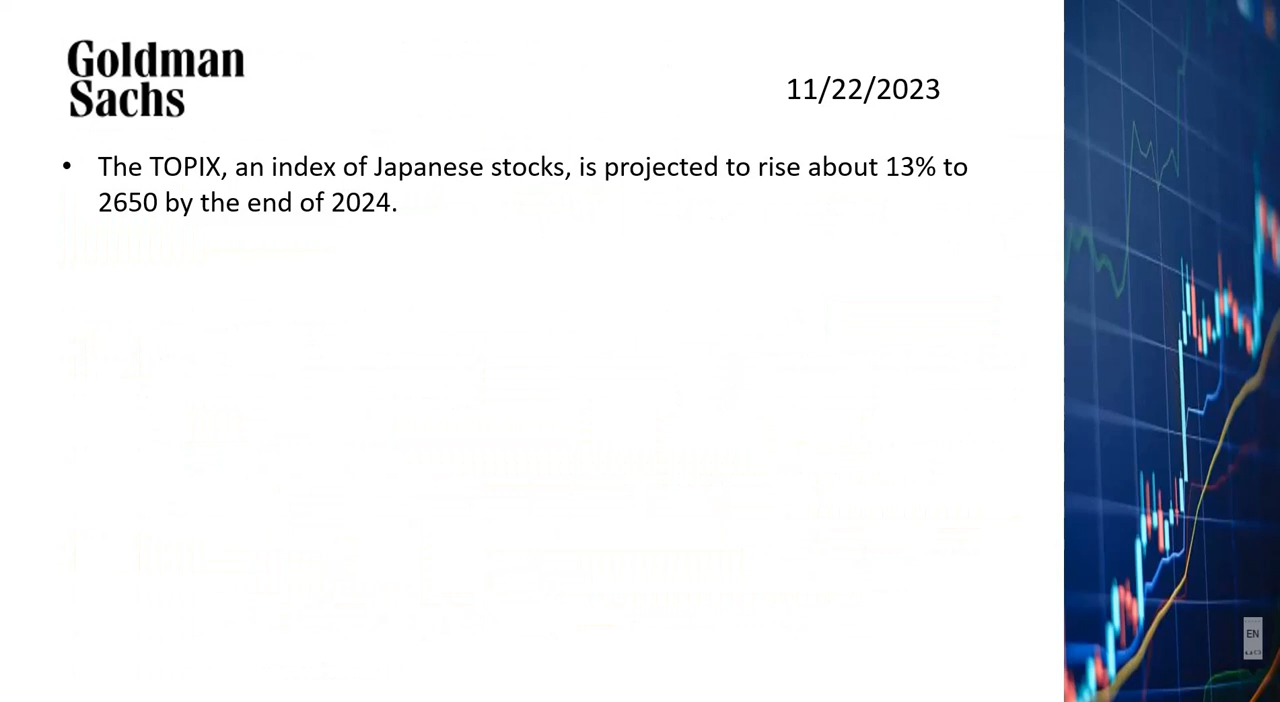 Goldman
Sachs
11/22/2023
• The TOPIX, an index of Japanese stocks, is projected to rise about 13% to
2650 by the end of 2024.
EN